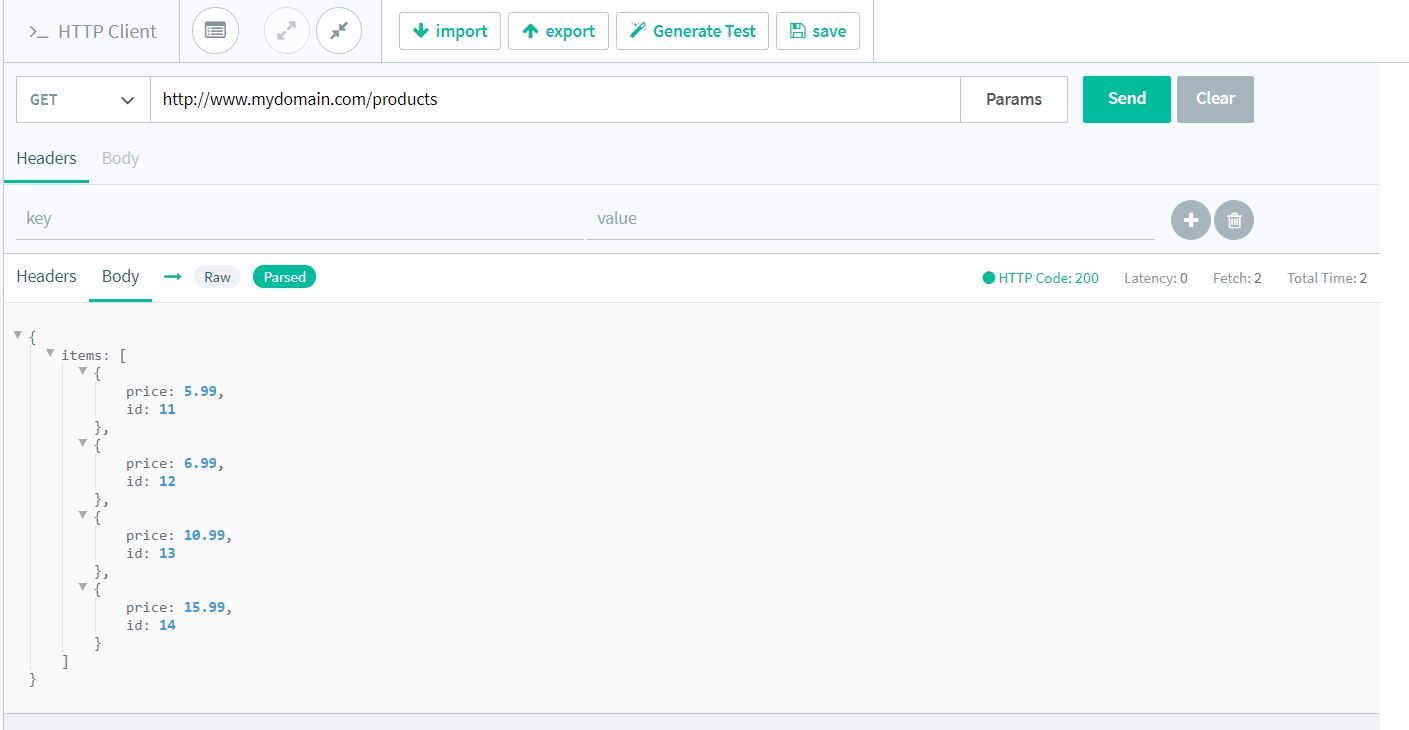 >_ HTTP Client import export Generate Test save
GET http://www.mydomain.com/products Params Send Clear
Headers Body
key value
Headers Body Raw Parsed HTTP Code: 200 Latency: 0 Fetch: 2 Total Time: 2
{
items: [
{
price: 5.99,
id: 11
},
{
price: 6.99,
id: 12
},
{
price: 10.99,
id: 13
},
{
price: 15.99,
id: 14
}
]
}